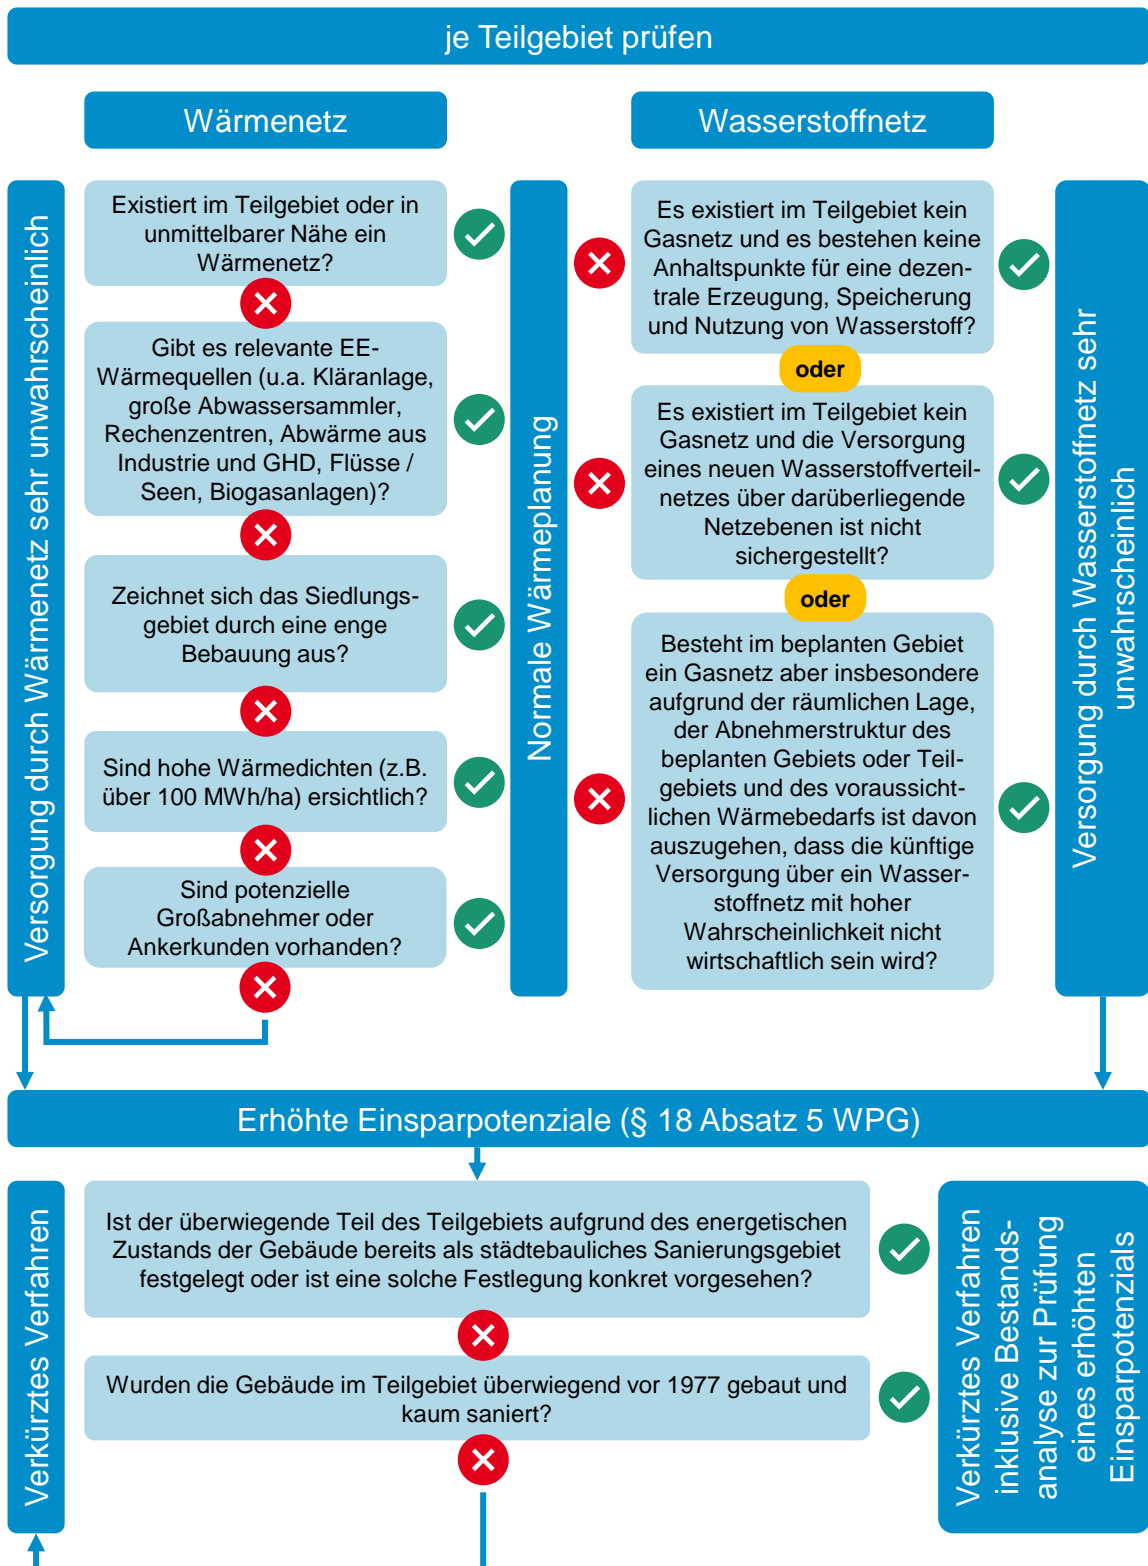 je Teilgebiet prüfen
Wärmenetz
Wasserstoffnetz
Versorgung durch Wärmenetz sehr unwahrscheinlich
Existiert im Teilgebiet oder in
unmittelbarer Nähe ein
Wärmenetz?
Gibt es relevante EE-
Wärmequellen (u.a. Kläranlage,
große Abwassersammler,
Rechenzentren, Abwärme aus
Industrie und GHD, Flüsse /
Seen, Biogasanlagen)?
Zeichnet sich das Siedlungs-
gebiet durch eine enge
Bebauung aus?
Sind hohe Wärmedichten (z.B.
über 100 MWh/ha) ersichtlich?
Sind potenzielle
Großabnehmer oder
Ankerkunden vorhanden?
Normale Wärmeplanung
Es existiert im Teilgebiet kein
Gasnetz und es bestehen keine
Anhaltspunkte für eine dezen-
trale Erzeugung, Speicherung
und Nutzung von Wasserstoff?
oder
Es existiert im Teilgebiet kein
Gasnetz und die Versorgung
eines neuen Wasserstoffverteil-
netzes über darüberliegende
Netzebenen ist nicht
sichergestellt?
oder
Besteht im beplanten Gebiet
ein Gasnetz aber insbesondere
aufgrund der räumlichen Lage,
der Abnehmerstruktur des
beplanten Gebiets oder Teil-
gebiets und des voraussicht-
lichen Wärmebedarfs ist davon
auszugehen, dass die künftige
Versorgung über ein Wasser-
stoffnetz mit hoher
Wahrscheinlichkeit nicht
wirtschaftlich sein wird?
Versorgung durch Wasserstoffnetz sehr
unwahrscheinlich
Erhöhte Einsparpotenziale (§ 18 Absatz 5 WPG)
Verkürztes Verfahren
Ist der überwiegende Teil des Teilgebiets aufgrund des energetischen
Zustands der Gebäude bereits als städtebauliches Sanierungsgebiet
festgelegt oder ist eine solche Festlegung konkret vorgesehen?
Wurden die Gebäude im Teilgebiet überwiegend vor 1977 gebaut und
kaum saniert?
Verkürztes Verfahren
inklusive Bestands-
analyse zur Prüfung
eines erhöhten
Einsparpotenzials